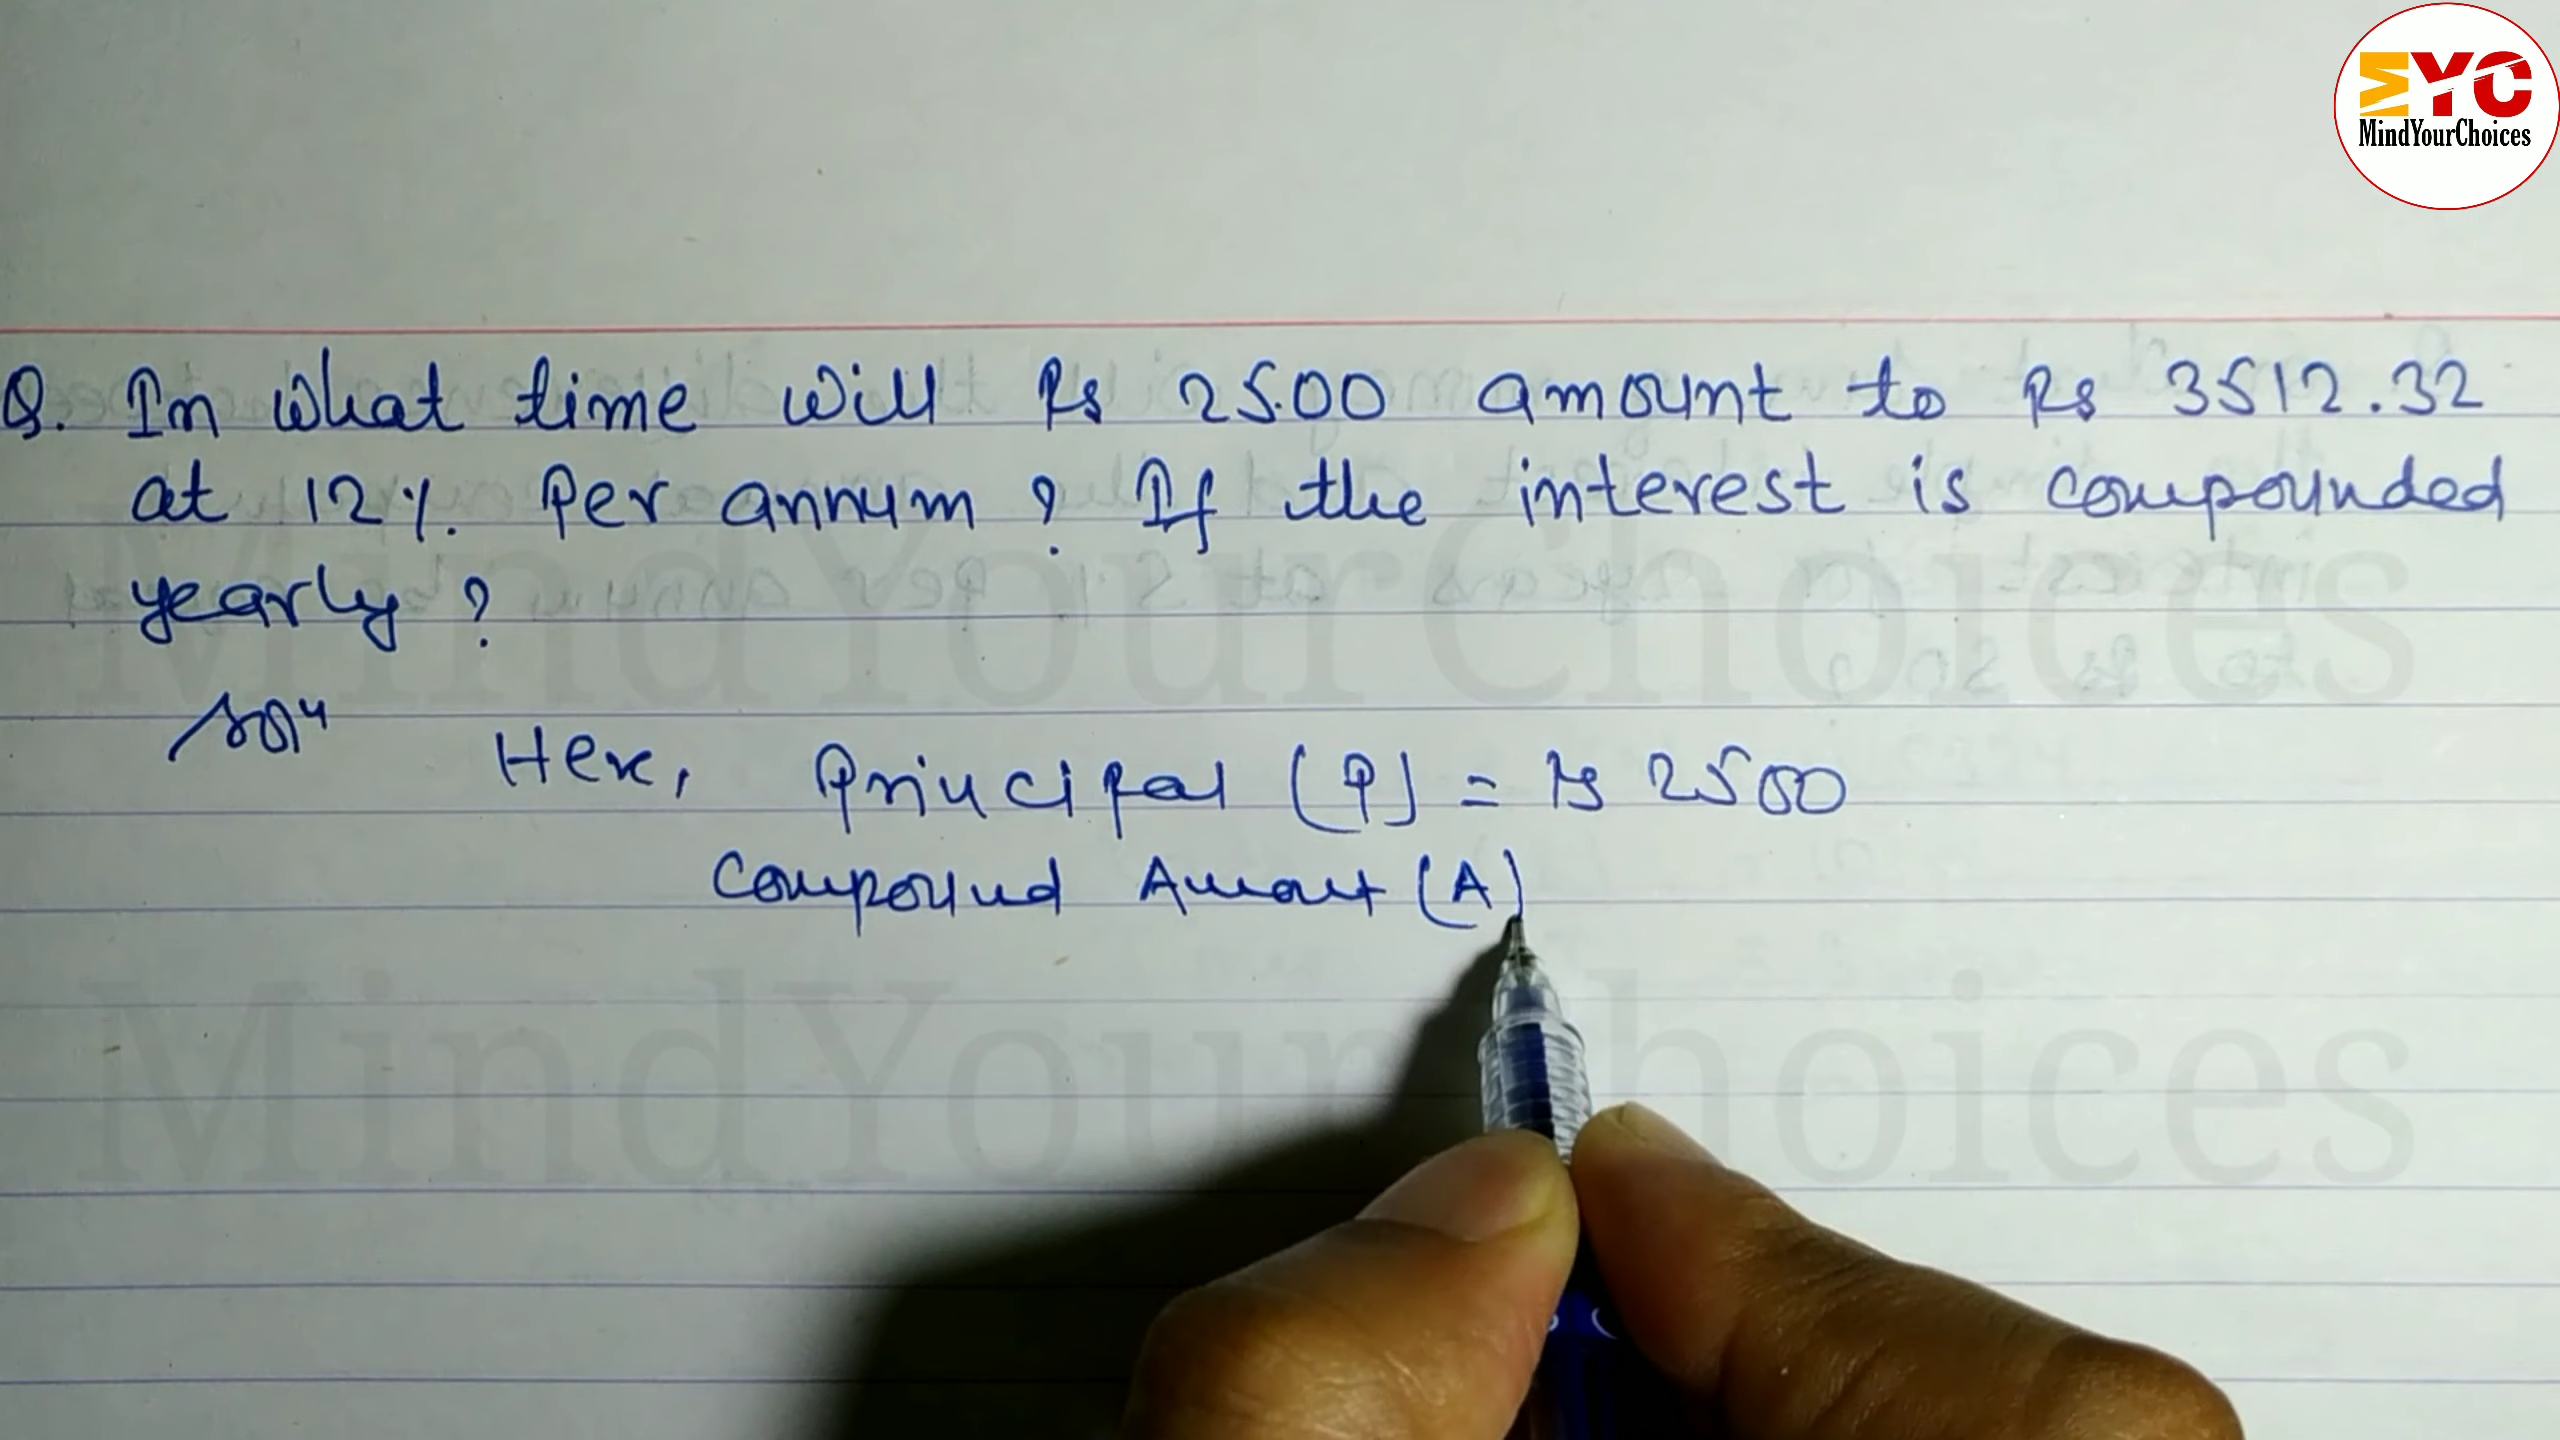 MYC
MindYourChoices
Q. In what time will Rs 2500 amount to Rs 3512.32
at 12%. Per annum ? If the interest is compounded
yearly ?
Solⁿ Here, Principal (P) = Rs 2500
Compound Amount (A)
MindYourChoices
MindYourChoices